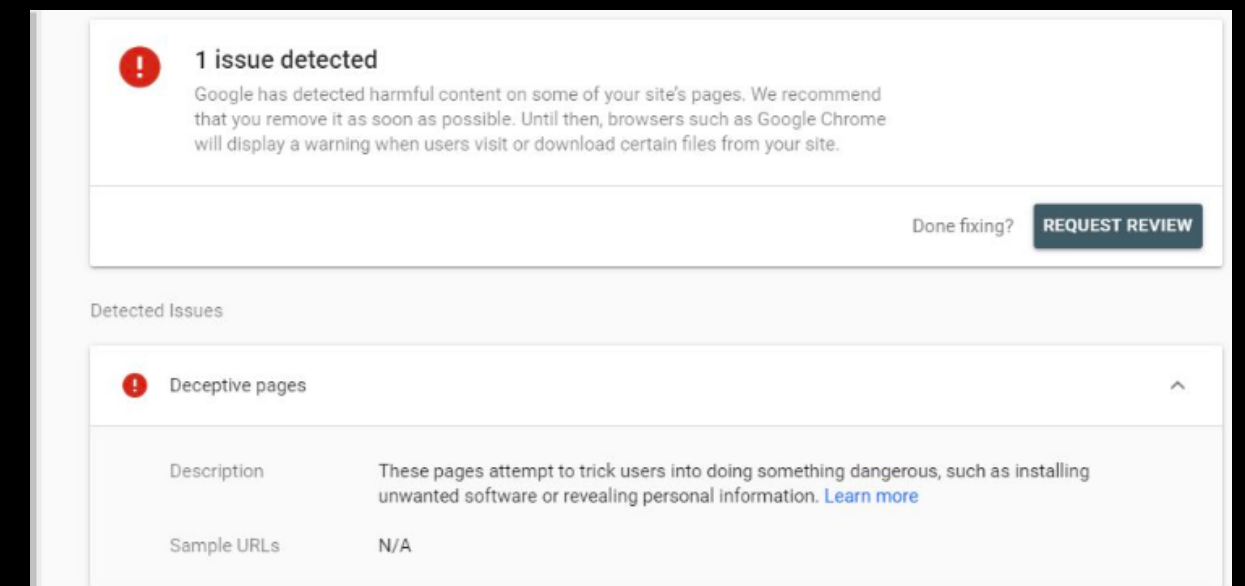 1 issue detected
Google has detected harmful content on some of your site's pages. We recommend
that you remove it as soon as possible. Until then, browsers such as Google Chrome
will display a warning when users visit or download certain files from your site.
Done fixing? REQUEST REVIEW
Detected Issues
Deceptive pages
Description These pages attempt to trick users into doing something dangerous, such as installing
unwanted software or revealing personal information. Learn more
Sample URLs N/A